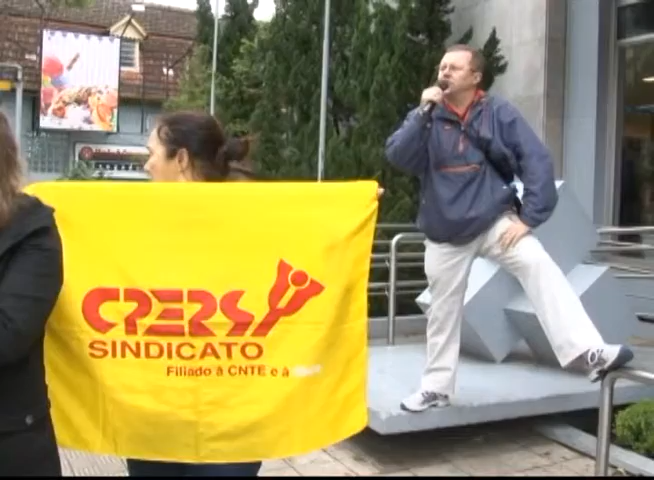 CPERS
SINDICATO
Filiado à CNTE e à